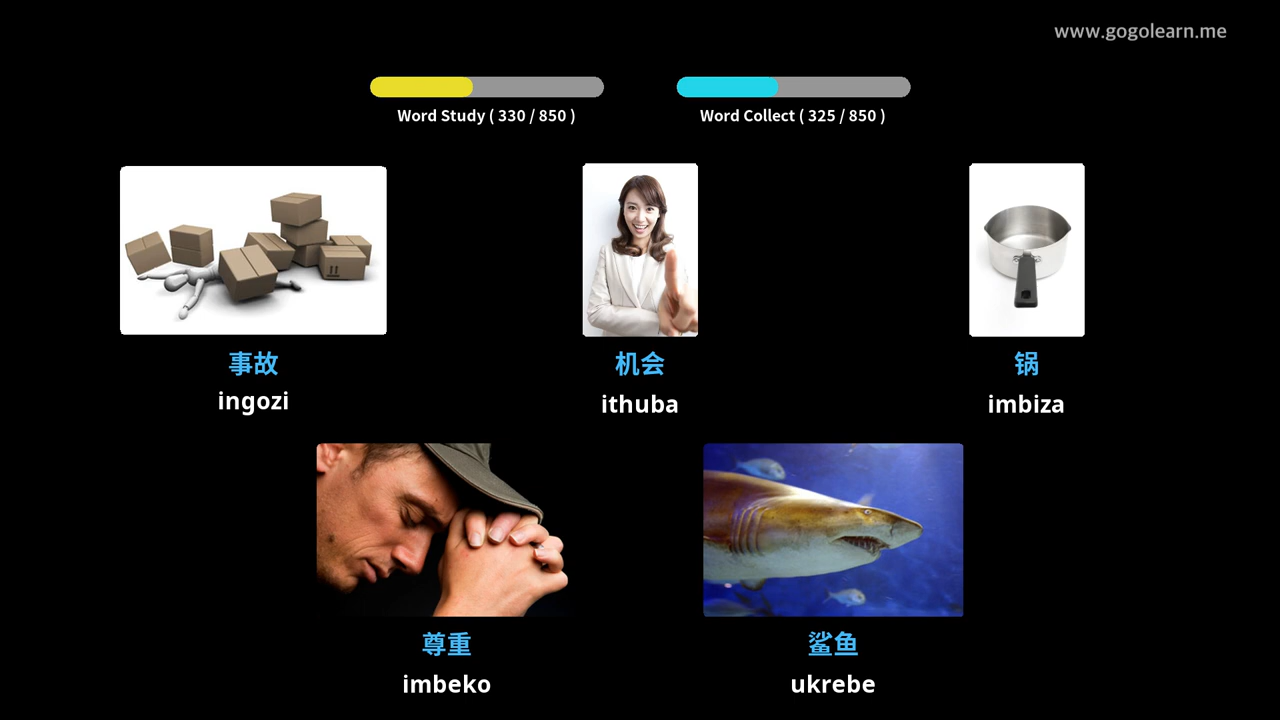 www.gogolearn.me
Word Study ( 330 / 850 )
Word Collect ( 325 / 850 )
事故
ingozi
机会
ithuba
锅
imbiza
尊重
imbeko
鲨鱼
ukrebe